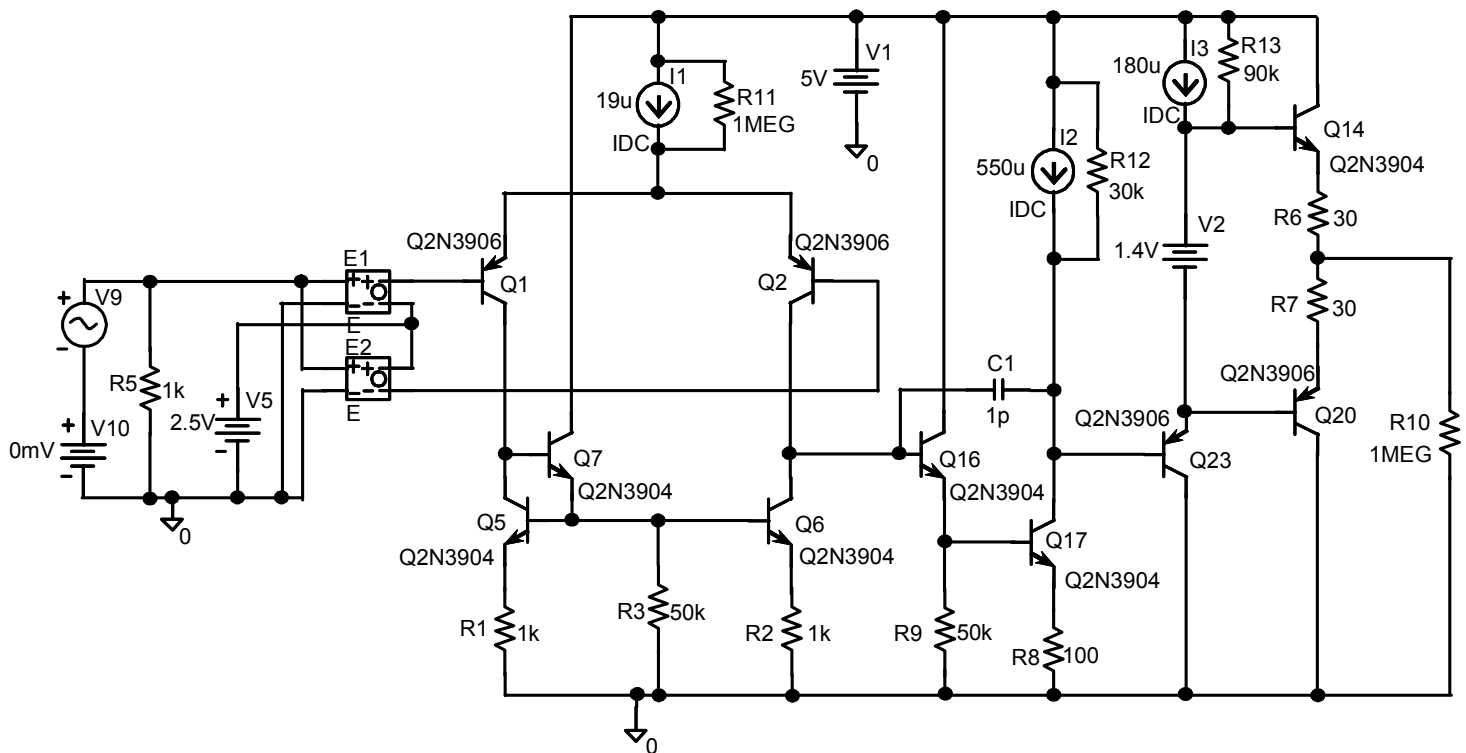 I1
19u
IDC
R11
1MEG
V1
5V
0
I2
550u
IDC
R12
30k
I3
180u
IDC
R13
90k
Q14
Q2N3904
R6
30
V2
1.4V
R7
30
Q2N3906
Q1
Q2N3906
Q2
E1
E
E2
E
+
V9
-
R5
1k
+
V10
0mV
-
+
V5
2.5V
-
0
C1
1p
Q7
Q2N3904
Q5
Q2N3904
Q6
Q2N3904
Q16
Q2N3904
Q17
Q2N3904
Q2N3906
Q23
Q2N3906
Q20
R10
1MEG
R1
1k
R3
50k
R2
1k
R9
50k
R8
100
0